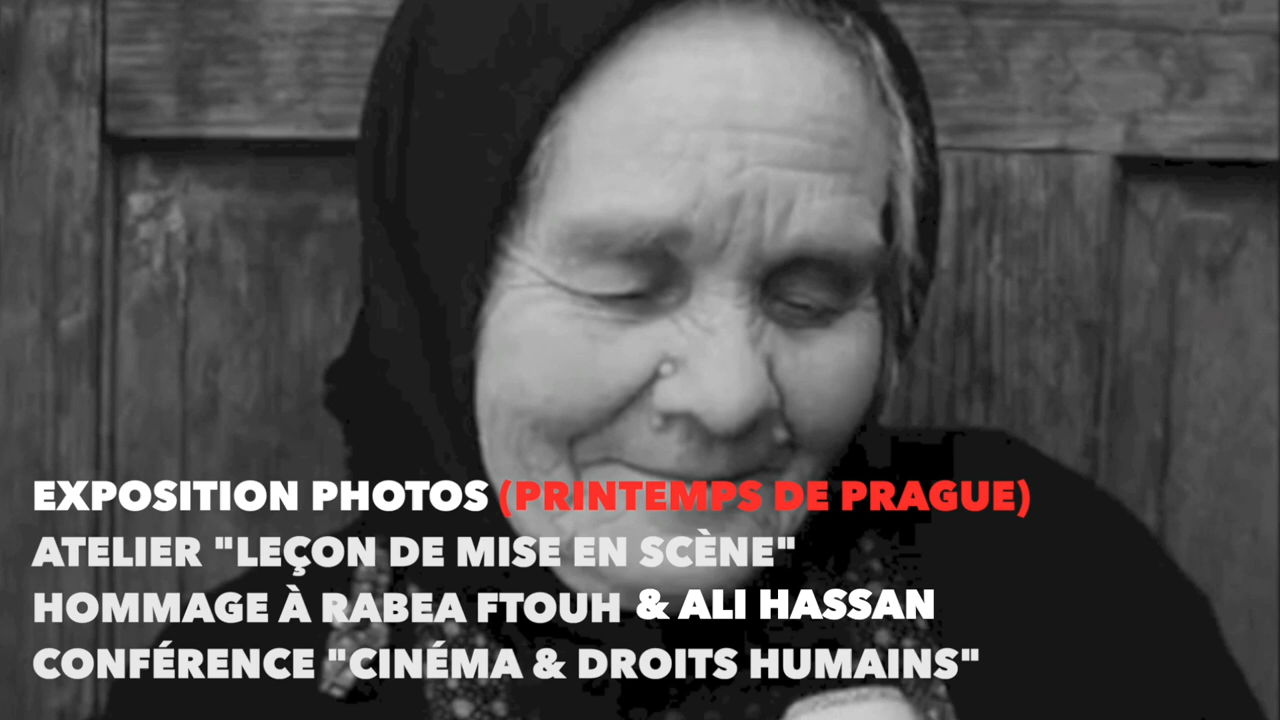 EXPOSITION PHOTOS (PRINTEMPS DE PRAGUE)
ATELIER "LEÇON DE MISE EN SCÈNE"
HOMMAGE À RABEA FTOUH & ALI HASSAN
CONFÉRENCE "CINÉMA & DROITS HUMAINS"